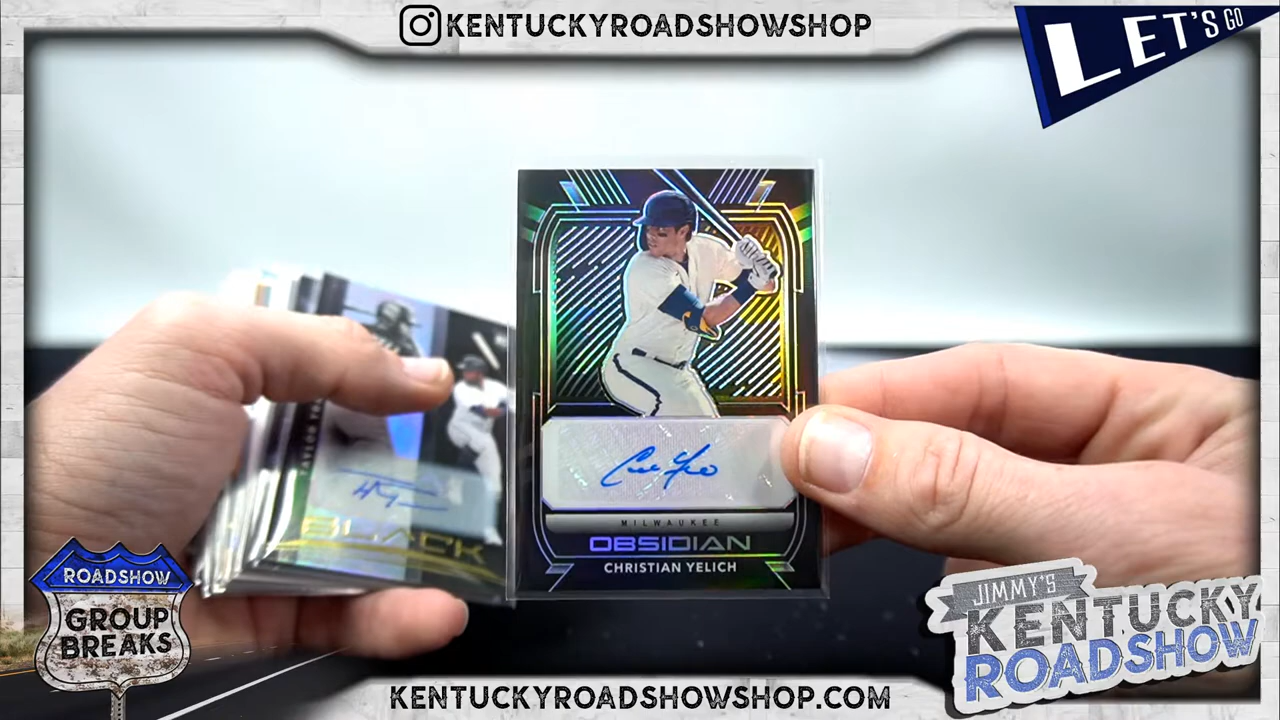 KENTUCKYROADSHOWSHOP
LET'S GO
MILWAUKEE
OBSIDIAN
CHRISTIAN YELICH
BLACK
ROADSHOW
GROUP
BREAKS
JIMMY'S
KENTUCKY
ROADSHOW
KENTUCKYROADSHOWSHOP.COM